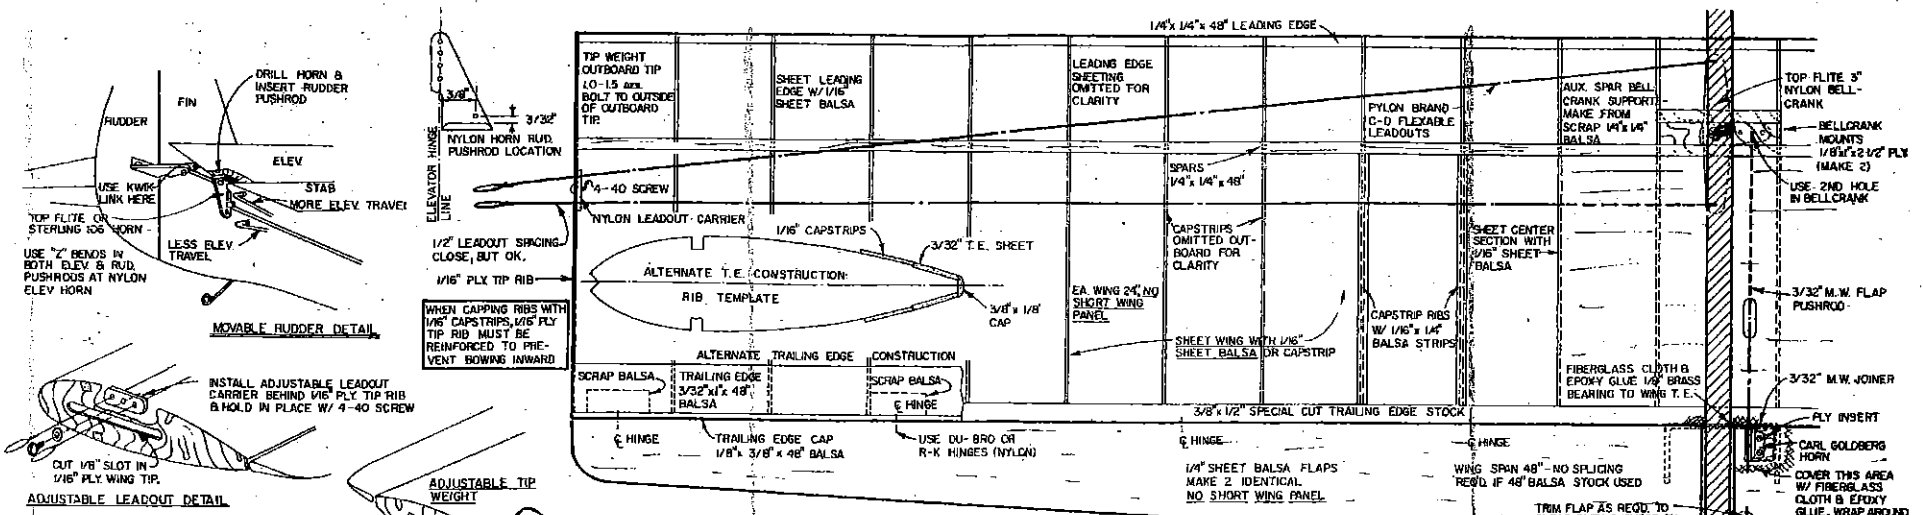 DRILL HORN &
INSERT RUDDER
PUSHROD
FIN
RUDDER
ELEV
USE KWIK-
LINK HERE
STAB
MORE ELEV. TRAVEL
TOP FLITE OR
STERLING 106 HORN
LESS ELEV.
TRAVEL
USE "Z" BENDS IN
BOTH ELEV. & RUD.
PUSHRODS AT NYLON
ELEV HORN
MOVABLE RUDDER DETAIL
INSTALL ADJUSTABLE LEADOUT
CARRIER BEHIND 1/16" PLY. TIP RIB
& HOLD IN PLACE W/ 4-40 SCREW
CUT 1/8" SLOT IN
1/16" PLY. WING TIP.
ADJUSTABLE LEADOUT DETAIL
3/8"
3/32"
NYLON HORN RUD.
PUSHROD LOCATION
ELEVATOR HINGE
LINE
1/2" LEADOUT SPACING
CLOSE, BUT OK.
1/16" PLY. TIP RIB
WHEN CAPPING RIBS WITH
1/16" CAPSTRIPS, 1/16" PLY
TIP RIB MUST BE
REINFORCED TO PRE-
VENT BOWING INWARD
ADJUSTABLE TIP
WEIGHT
1/4" x 1/4" x 48" LEADING EDGE
TIP WEIGHT
OUTBOARD TIP
1.0-1.5 ozs.
BOLT TO OUTSIDE
OF OUTBOARD
TIP.
SHEET LEADING
EDGE W/ 1/16"
SHEET BALSA
LEADING EDGE
SHEETING
OMITTED FOR
CLARITY
PYLON BRAND
C-D FLEXABLE
LEADOUTS
AUX. SPAR BELL
CRANK SUPPORT
MAKE FROM
SCRAP 1/4" x 1/4"
BALSA
TOP FLITE 3"
NYLON BELL-
CRANK
BELLCRANK
MOUNTS
1/8"x1"x2-1/2" PLY
(MAKE 2)
USE 2ND HOLE
IN BELLCRANK
4-40 SCREW
NYLON LEADOUT CARRIER
SPARS
1/4" x 1/4" x 48"
1/16" CAPSTRIPS
3/32" T.E. SHEET
ALTERNATE T.E. CONSTRUCTION
RIB TEMPLATE
3/8" x 1/8"
CAP
CAPSTRIPS
OMITTED OUT-
BOARD FOR
CLARITY
SHEET CENTER
SECTION WITH
1/16" SHEET
BALSA
EA. WING 24", NO
SHORT WING
PANEL
CAPSTRIP RIBS
W/ 1/16" x 1/4"
BALSA STRIPS
3/32" M.W. FLAP
PUSHROD
SHEET WING WITH 1/16"
SHEET BALSA OR CAPSTRIP
ALTERNATE TRAILING EDGE CONSTRUCTION
SCRAP BALSA
TRAILING EDGE
3/32"x1"x 48"
BALSA
SCRAP BALSA
℄ HINGE
FIBERGLASS CLOTH &
EPOXY GLUE 1/8" BRASS
BEARING TO WING T.E.
3/32" M.W. JOINER
3/8"x 1/2" SPECIAL CUT TRAILING EDGE STOCK
PLY INSERT
℄ HINGE
TRAILING EDGE CAP
1/8"x 3/8" x 48" BALSA
USE DU-BRO OR
R-K HINGES (NYLON)
℄ HINGE
℄ HINGE
CARL GOLDBERG
HORN
1/4" SHEET BALSA FLAPS
MAKE 2 IDENTICAL
NO SHORT WING PANEL
WING SPAN 48" - NO SPLICING
REQ'D. IF 48" BALSA STOCK USED
COVER THIS AREA
W/ FIBERGLASS
CLOTH & EPOXY
GLUE. WRAP AROUND
TRIM FLAP AS REQD. TO